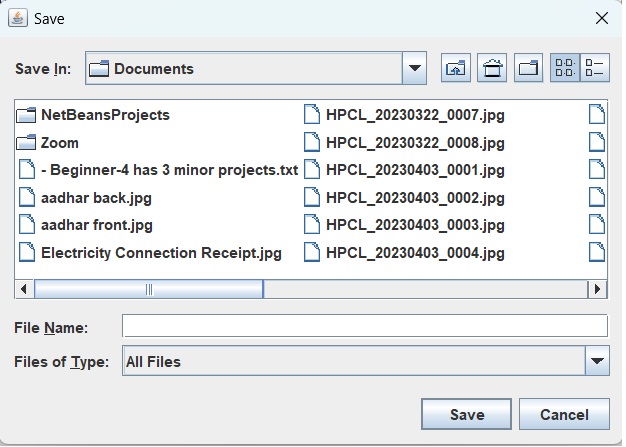 Save
Save In: Documents
NetBeansProjects
Zoom
- Beginner-4 has 3 minor projects.txt
aadhar back.jpg
aadhar front.jpg
Electricity Connection Receipt.jpg
HPCL_20230322_0007.jpg
HPCL_20230322_0008.jpg
HPCL_20230403_0001.jpg
HPCL_20230403_0002.jpg
HPCL_20230403_0003.jpg
HPCL_20230403_0004.jpg
File Name:
Files of Type: All Files
Save Cancel